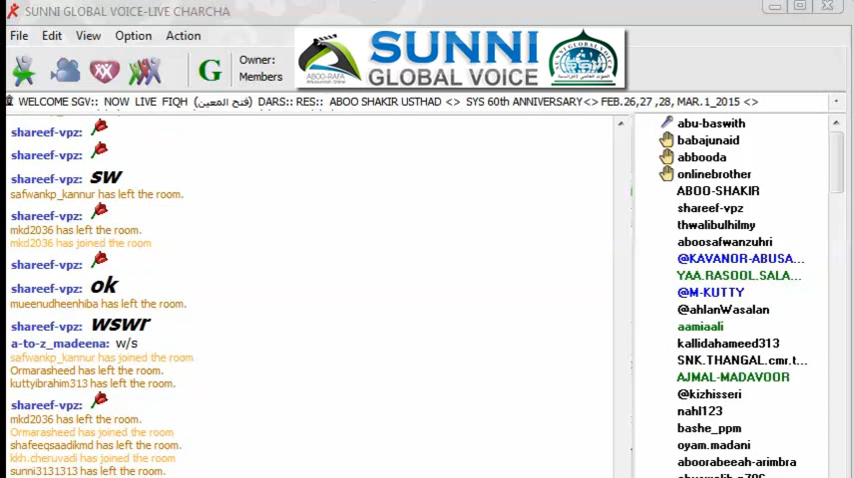 SUNNI GLOBAL VOICE-LIVE CHARCHA
File Edit View Option Action
G
Owner:
Members
ABOO-RAFA
SUNNI
GLOBAL VOICE
WELCOME SGV:: NOW LIVE FIQH (فتح المعين) DARS:: RES:: ABOO SHAKIR USTHAD <> SYS 60th ANNIVERSARY<> FEB.26,27 ,28, MAR.1_2015 <>
shareef-vpz:
shareef-vpz:
shareef-vpz: sw
safwankp_kannur has left the room.
shareef-vpz:
mkd2036 has left the room.
mkd2036 has joined the room
shareef-vpz:
shareef-vpz: ok
mueenudheenhiba has left the room.
shareef-vpz: wswr
a-to-z_madeena: w/s
safwankp_kannur has joined the room
Ormarasheed has left the room.
kuttyibrahim313 has left the room.
shareef-vpz:
mkd2036 has left the room.
Ormarasheed has joined the room
shafeeqsaadikmd has left the room.
kkh.cheruvadi has joined the room
sunni3131313 has left the room.
abu-baswith
babajunaid
abbooda
onlinebrother
ABOO-SHAKIR
shareef-vpz
thwalibulhilmy
aboosafwanzuhri
@KAVANOR-ABUSA...
YAA.RASOOL.SALA...
@M-KUTTY
@ahlanWasalan
aamiaali
kallidahameed313
SNK.THANGAL.cmr.t...
AJMAL-MADAVOOR
@kizhisseri
nahl123
bashe_ppm
oyam.madani
aboorabeeah-arimbra